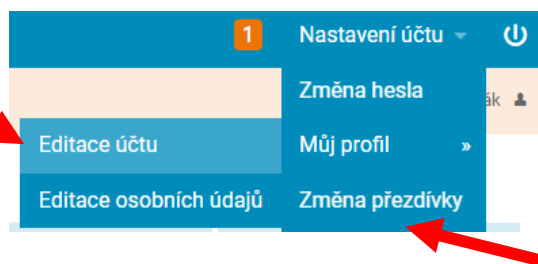 1 Nastavení účtu
Změna hesla
ák
Editace účtu Můj profil »
Editace osobních údajů Změna přezdívky